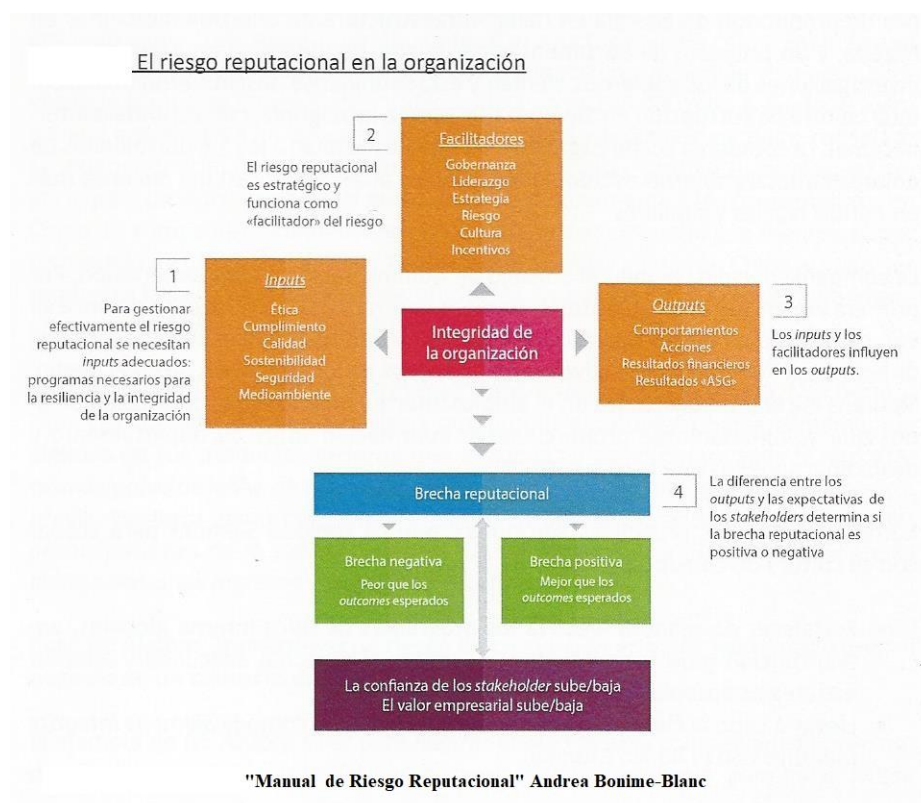 El riesgo reputacional en la organización
2
El riesgo reputacional
es estratégico y
funciona como
«facilitador» del riesgo
Facilitadores
Gobernanza
Liderazgo
Estrategia
Riesgo
Cultura
Incentivos
1
Para gestionar
efectivamente el riesgo
reputacional se necesitan
inputs adecuados:
programas necesarios para
la resiliencia y la integridad
de la organización
Inputs
Ética
Cumplimiento
Calidad
Sostenibilidad
Seguridad
Medioambiente
Integridad de
la organización
Outputs
Comportamientos
Acciones
Resultados financieros
Resultados «ASG»
3
Los inputs y los
facilitadores influyen
en los outputs.
Brecha reputacional
4
La diferencia entre los
outputs y las expectativas de
los stakeholders determina si
la brecha reputacional es
positiva o negativa
Brecha negativa
Peor que los
outcomes esperados
Brecha positiva
Mejor que los
outcomes esperados
La confianza de los stakeholder sube/baja
El valor empresarial sube/baja
"Manual de Riesgo Reputacional" Andrea Bonime-Blanc